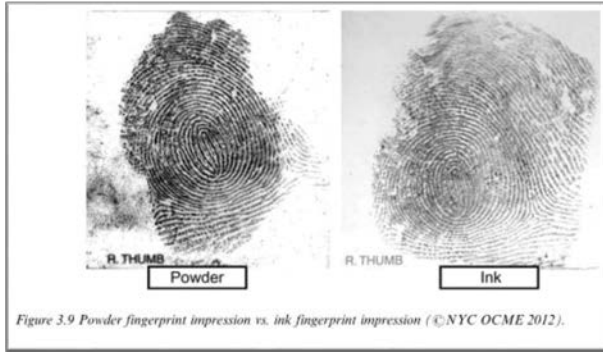 R. THUMB
R. THUMB
Powder
Ink
Figure 3.9 Powder fingerprint impression vs. ink fingerprint impression (©NYC OCME 2012).